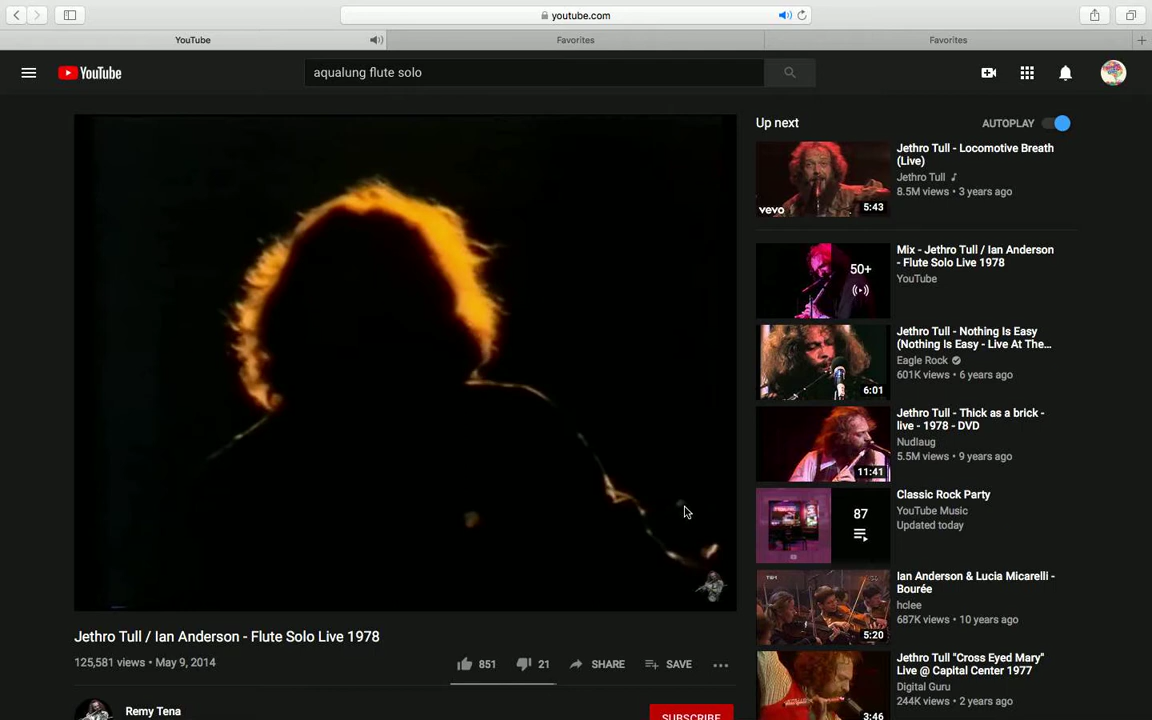 youtube.com
YouTube
Favorites
Favorites
YouTube
aqualung flute solo
Up next
AUTOPLAY
Jethro Tull - Locomotive Breath
(Live)
Jethro Tull
8.5M views • 3 years ago
vevo
5:43
Mix - Jethro Tull / Ian Anderson
- Flute Solo Live 1978
YouTube
50+
Jethro Tull - Nothing Is Easy
(Nothing Is Easy - Live At The...
Eagle Rock
601K views • 6 years ago
6:01
Jethro Tull - Thick as a brick -
live - 1978 - DVD
Nudlaug
5.5M views • 9 years ago
11:41
Classic Rock Party
YouTube Music
Updated today
87
Ian Anderson & Lucia Micarelli -
Bourée
hclee
687K views • 10 years ago
5:20
Jethro Tull "Cross Eyed Mary"
Live @ Capital Center 1977
Digital Guru
244K views • 2 years ago
3:46
Jethro Tull / Ian Anderson - Flute Solo Live 1978
125,581 views • May 9, 2014
851
21
SHARE
SAVE
Remy Tena
SUBSCRIBE